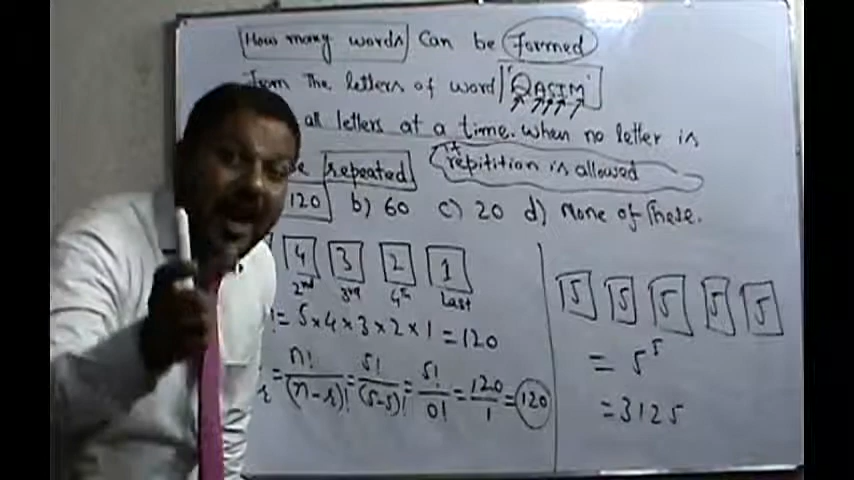 How many words Can be formed
from The letters of word 'QASIM'
all letters at a time. when no letter is
be repeated If repitition is allowed
120 b) 60 c) 20 d) None of These.
4 3 2 1
2nd 3rd 4th Last
! = 5 × 4 × 3 × 2 × 1 = 120
= n!/(n-r)! = 5!/(5-5)! = 5!/0! = 120/1 = 120
5 5 5 5 5
= 5^5
= 3125